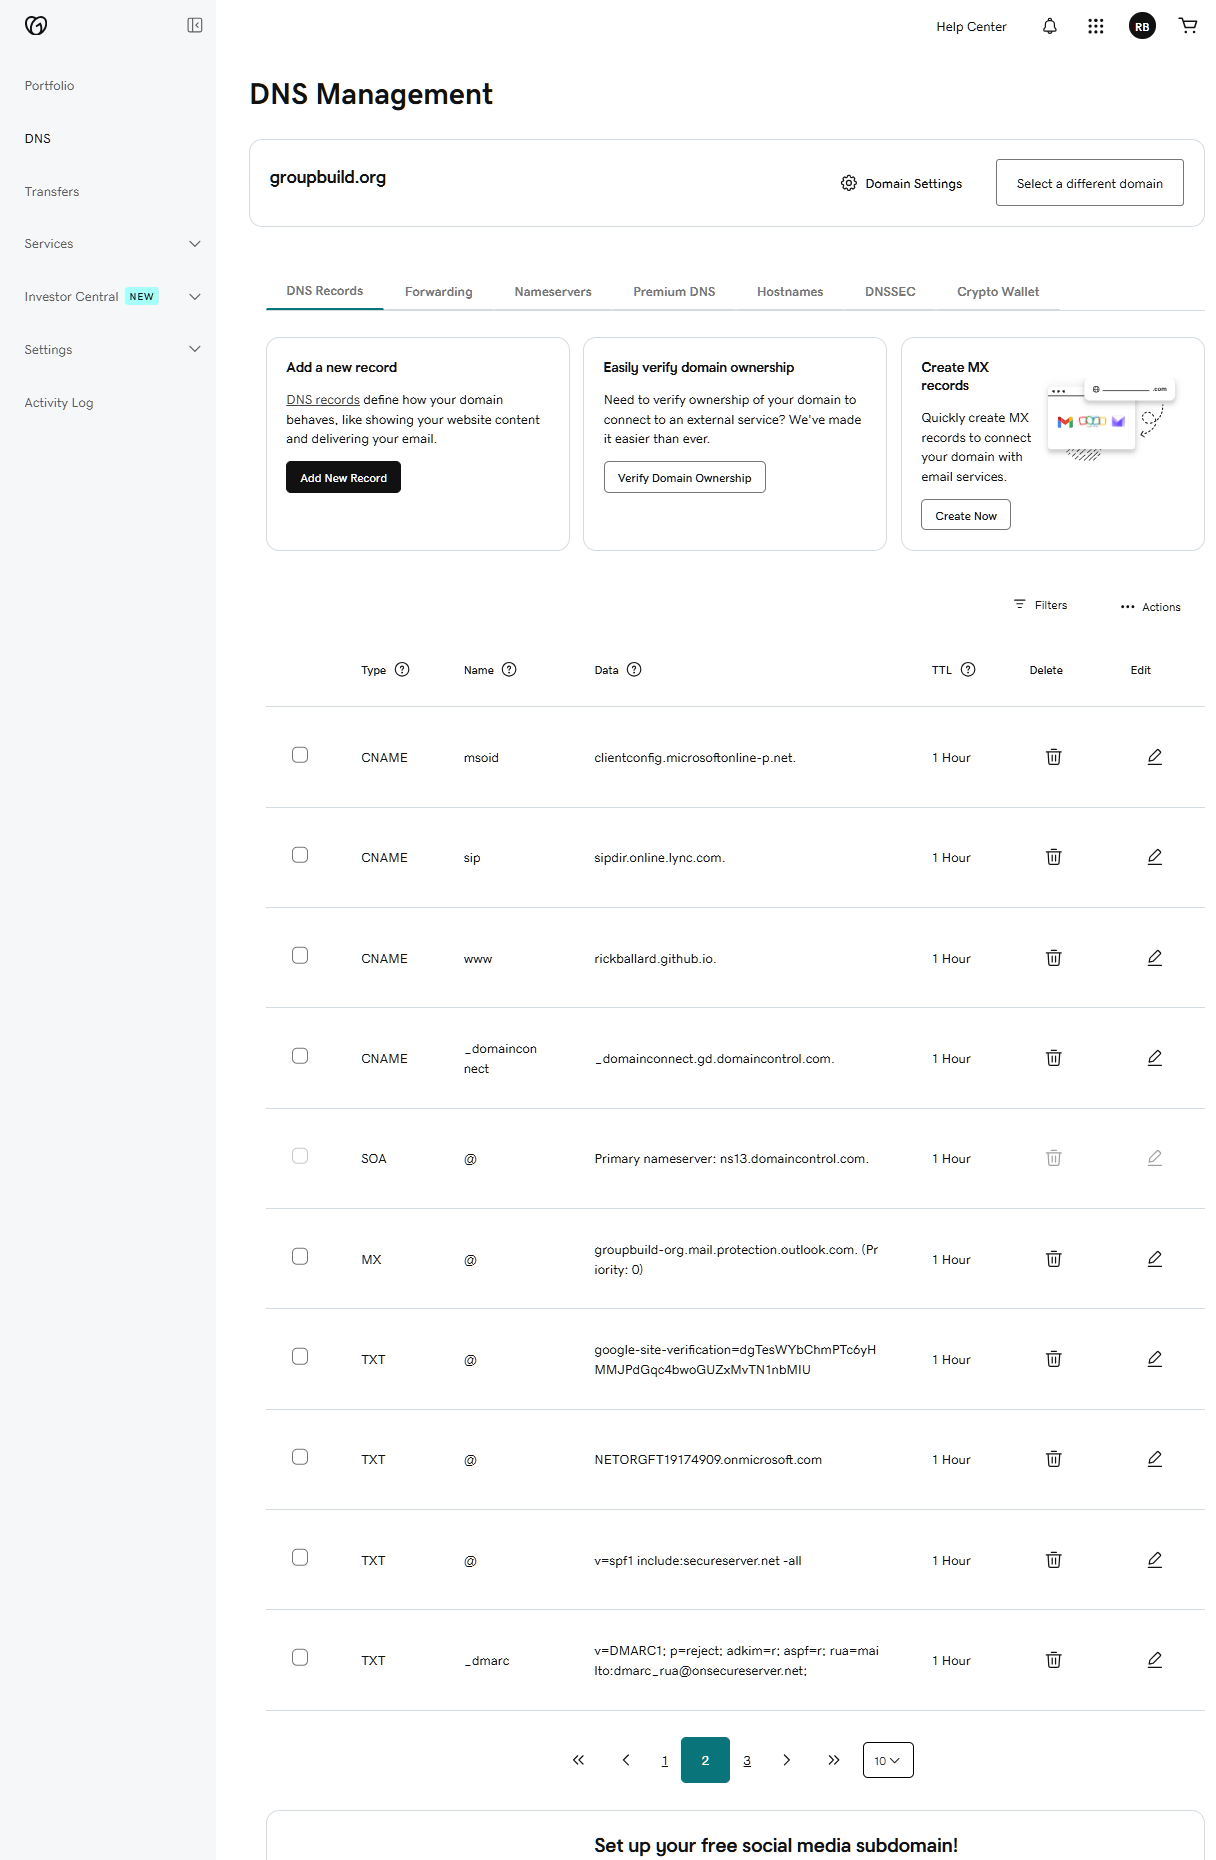 Help Center
RB
Portfolio
DNS
Transfers
Services
Investor Central NEW
Settings
Activity Log
DNS Management
groupbuild.org
Domain Settings
Select a different domain
DNS Records Forwarding Nameservers Premium DNS Hostnames DNSSEC Crypto Wallet
Add a new record
DNS records define how your domain
behaves, like showing your website content
and delivering your email.
Add New Record
Easily verify domain ownership
Need to verify ownership of your domain to
connect to an external service? We've made
it easier than ever.
Verify Domain Ownership
Create MX
records
Quickly create MX
records to connect
your domain with
email services.
Create Now
.com
Filters
Actions
Type Name Data TTL Delete Edit
CNAME msoid clientconfig.microsoftonline-p.net. 1 Hour
CNAME sip sipdir.online.lync.com. 1 Hour
CNAME www rickballard.github.io. 1 Hour
CNAME _domaincon
nect _domainconnect.gd.domaincontrol.com. 1 Hour
SOA @ Primary nameserver: ns13.domaincontrol.com. 1 Hour
MX @ groupbuild-org.mail.protection.outlook.com. (Pr
iority: 0) 1 Hour
TXT @ google-site-verification=dgTesWYbChmPTc6yH
MMJPdGqc4bwoGUZxMvTN1nbMIU 1 Hour
TXT @ NETORGFT19174909.onmicrosoft.com 1 Hour
TXT @ v=spf1 include:secureserver.net -all 1 Hour
TXT _dmarc v=DMARC1; p=reject; adkim=r; aspf=r; rua=mai
lto:dmarc_rua@onsecureserver.net; 1 Hour
1 2 3 10
Set up your free social media subdomain!